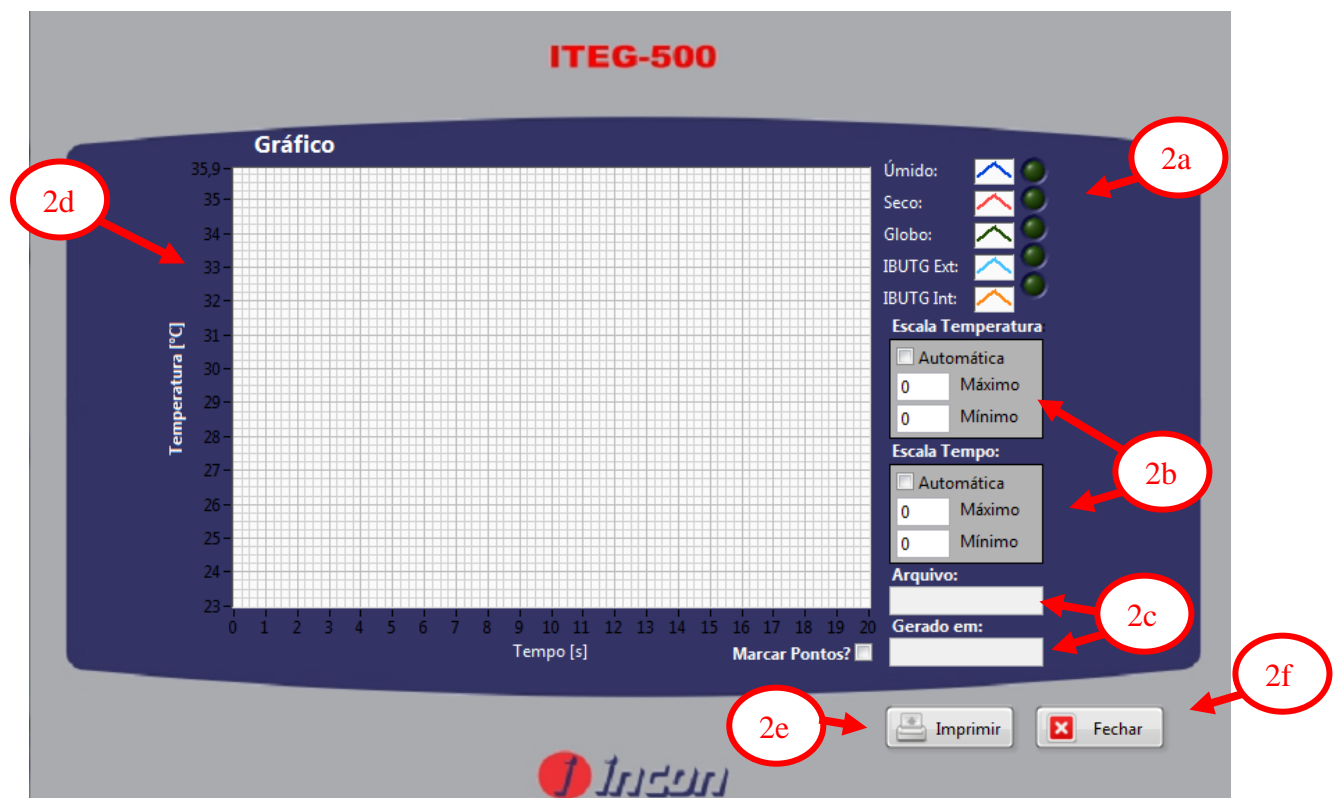 ITEG-500
Gráfico
2a
2d
35,9
35
34
33
32
31
30
29
28
27
26
25
24
23
Temperatura [°C]
0 1 2 3 4 5 6 7 8 9 10 11 12 13 14 15 16 17 18 19 20
Tempo [s]
Marcar Pontos?
Úmido:
Seco:
Globo:
IBUTG Ext:
IBUTG Int:
Escala Temperatura
Automática
0 Máximo
0 Mínimo
2b
Escala Tempo:
Automática
0 Máximo
0 Mínimo
Arquivo:
2c
Gerado em:
2f
2e
Imprimir
Fechar
Incon